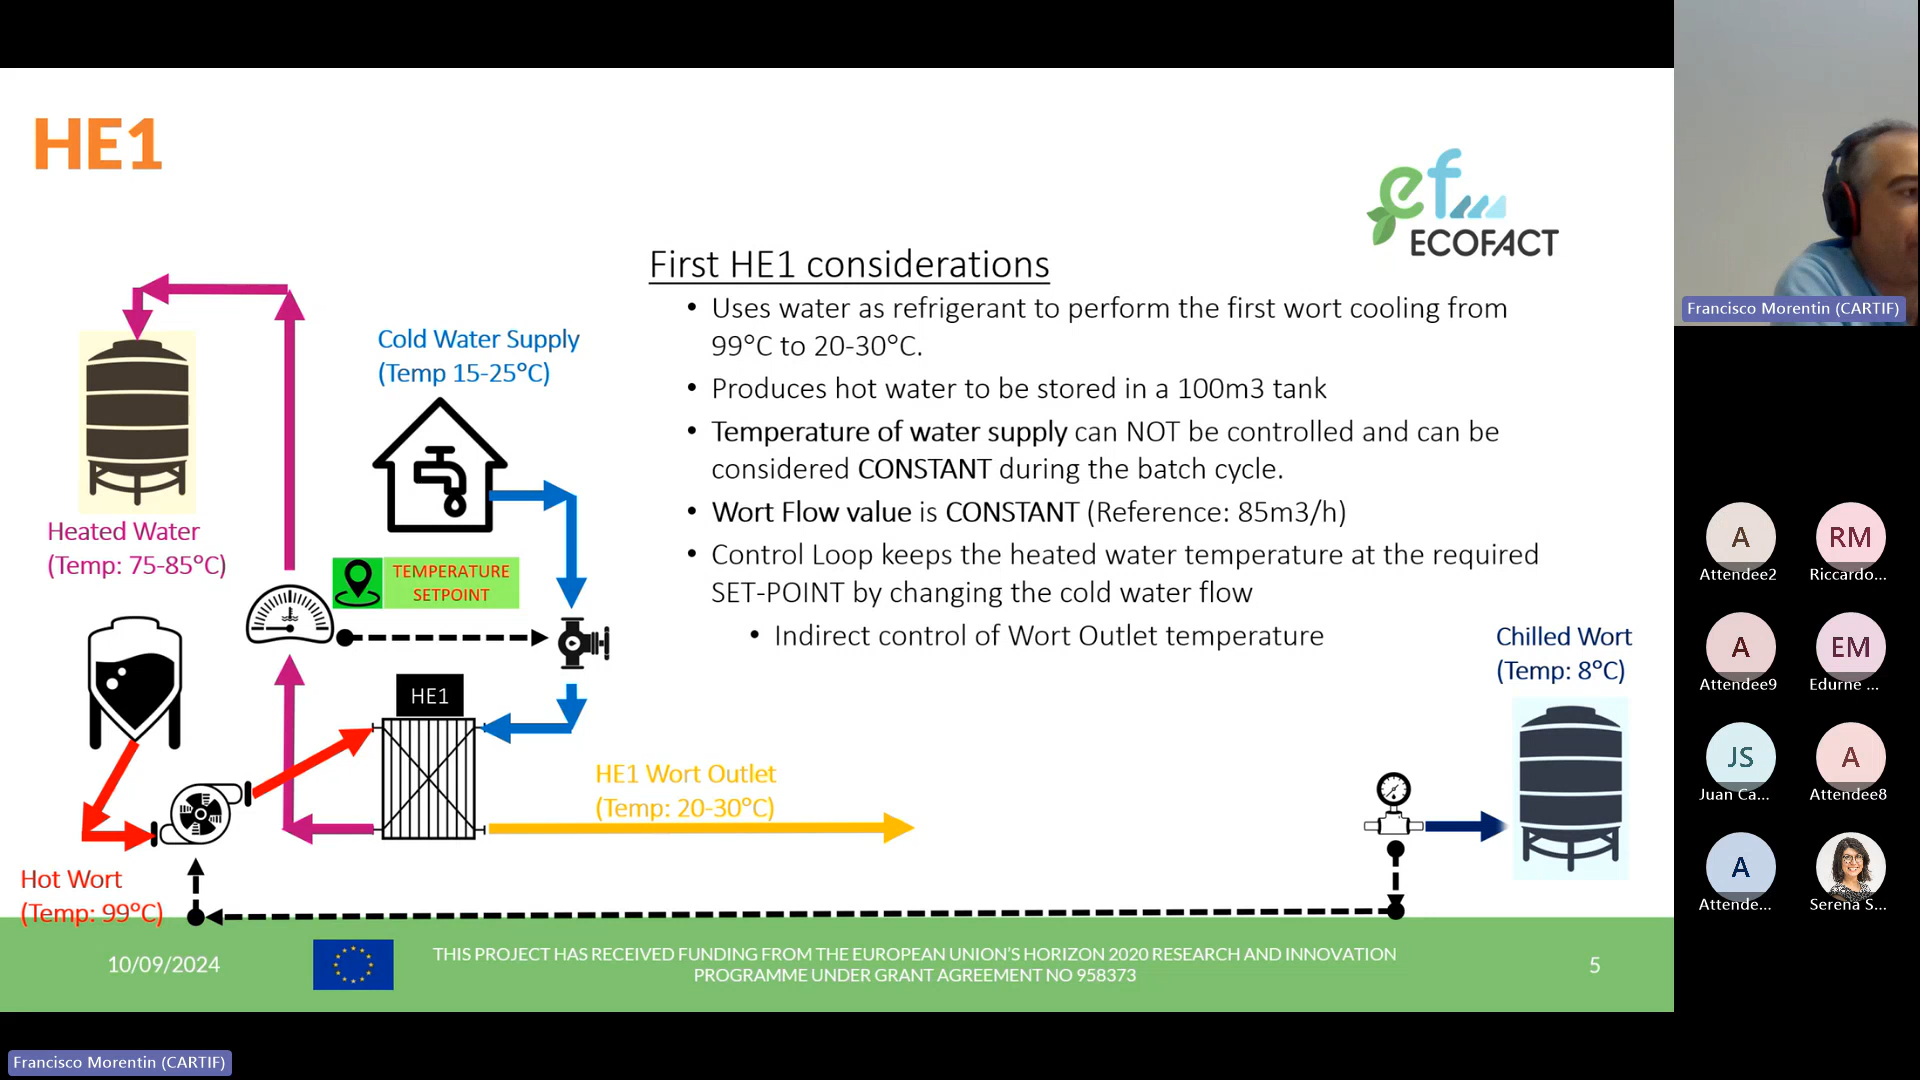 HE1
ef
ECOFACT
First HE1 considerations
• Uses water as refrigerant to perform the first wort cooling from
99°C to 20-30°C.
• Produces hot water to be stored in a 100m3 tank
• Temperature of water supply can NOT be controlled and can be
considered CONSTANT during the batch cycle.
• Wort Flow value is CONSTANT (Reference: 85m3/h)
• Control Loop keeps the heated water temperature at the required
SET-POINT by changing the cold water flow
• Indirect control of Wort Outlet temperature
Cold Water Supply
(Temp 15-25ºC)
Heated Water
(Temp: 75-85ºC)
TEMPERATURE
SETPOINT
HE1
HE1 Wort Outlet
(Temp: 20-30ºC)
Chilled Wort
(Temp: 8ºC)
Hot Wort
(Temp: 99ºC)
10/09/2024
THIS PROJECT HAS RECEIVED FUNDING FROM THE EUROPEAN UNION'S HORIZON 2020 RESEARCH AND INNOVATION
PROGRAMME UNDER GRANT AGREEMENT NO 958373
5
Francisco Morentin (CARTIF)
A
Attendee2
RM
Riccardo...
A
Attendee9
EM
Edurne ...
JS
Juan Ca...
A
Attendee8
A
Attende...
Serena S...
Francisco Morentin (CARTIF)